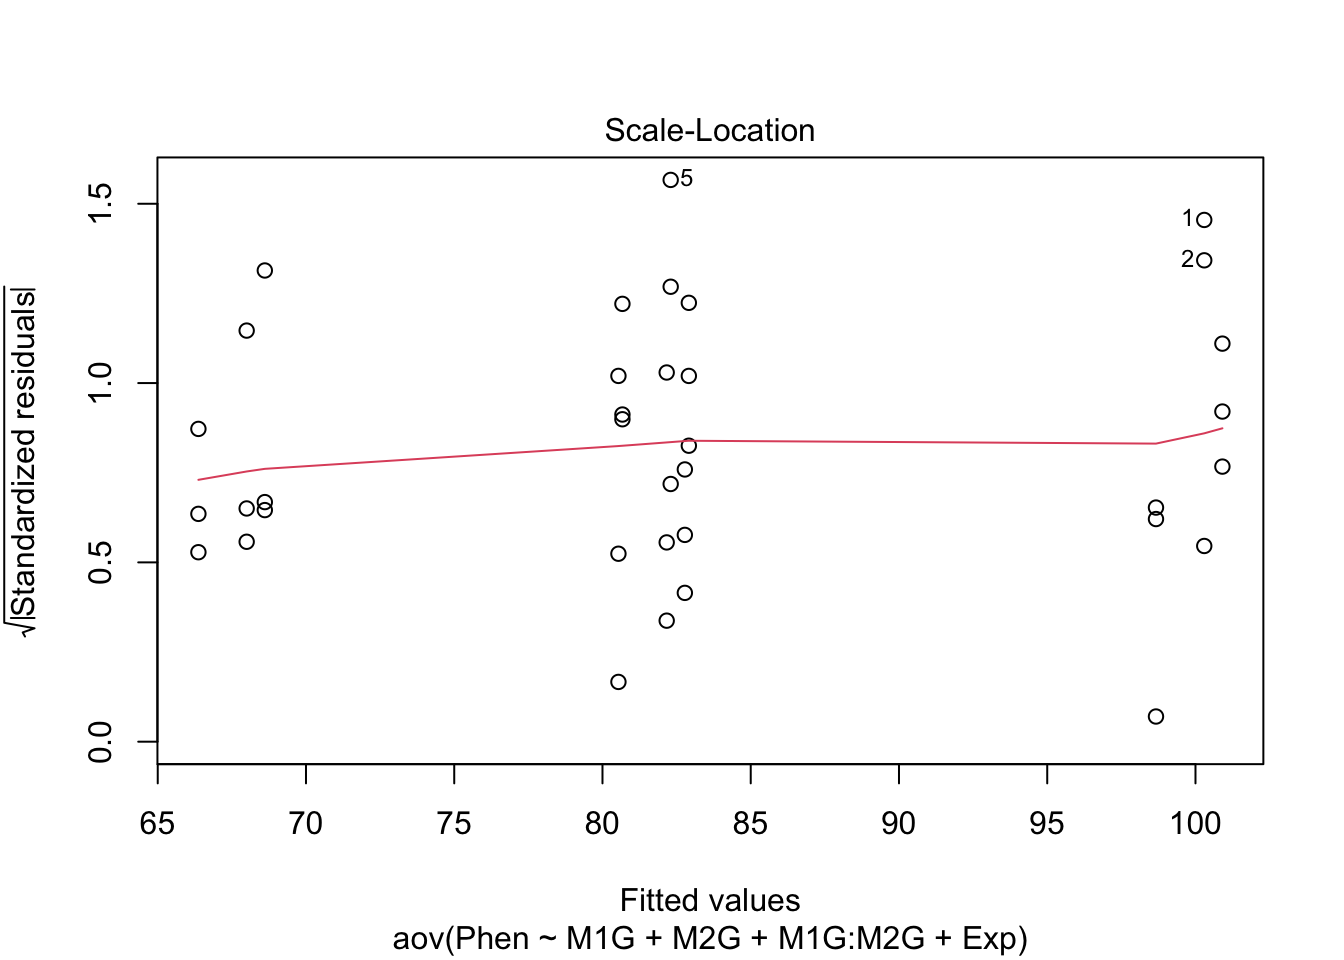 Scale-Location
√|Standardized residuals|
1.5
1.0
0.5
0.0
5
1
2
65 70 75 80 85 90 95 100
Fitted values
aov(Phen ~ M1G + M2G + M1G:M2G + Exp)